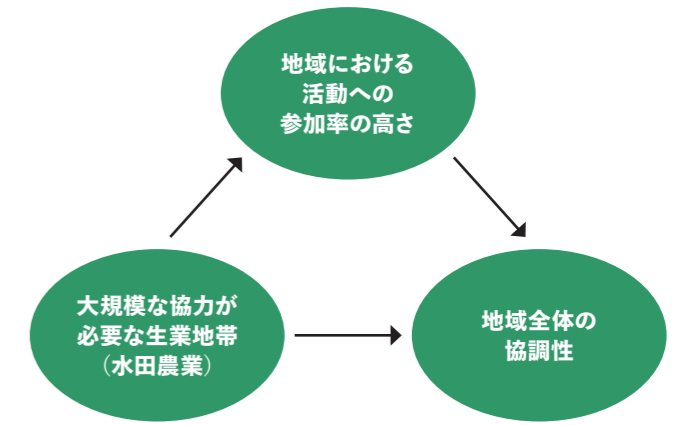 地域における
活動への
参加率の高さ
大規模な協力が
必要な生業地帯
（水田農業）
地域全体の
協調性